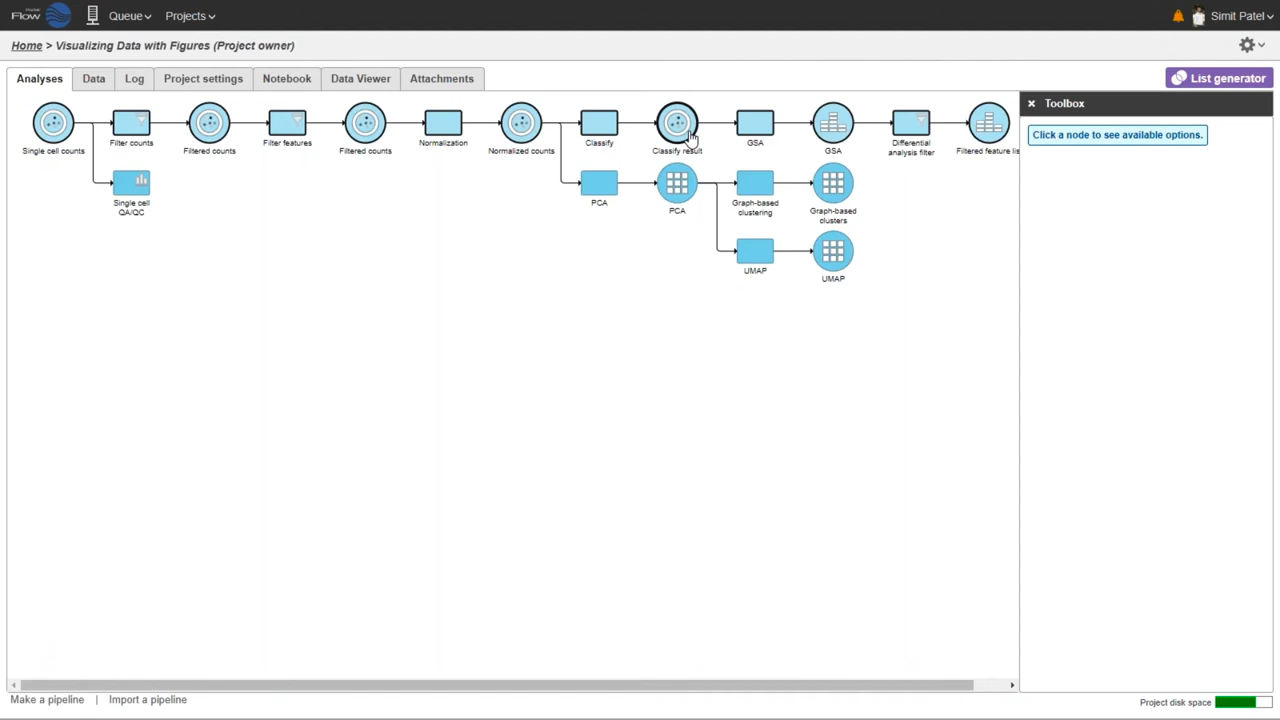 Flow
Queue
Projects
Simit Patel
Home > Visualizing Data with Figures (Project owner)
Analyses
Data
Log
Project settings
Notebook
Data Viewer
Attachments
List generator
Toolbox
Click a node to see available options.
Single cell counts
Filter counts
Filtered counts
Filter features
Filtered counts
Normalization
Normalized counts
Classify
Classify result
GSA
GSA
Differential
analysis filter
Filtered feature lis
Single cell
QA/QC
PCA
PCA
Graph-based
clustering
Graph-based
clusters
UMAP
UMAP
Make a pipeline | Import a pipeline
Project disk space